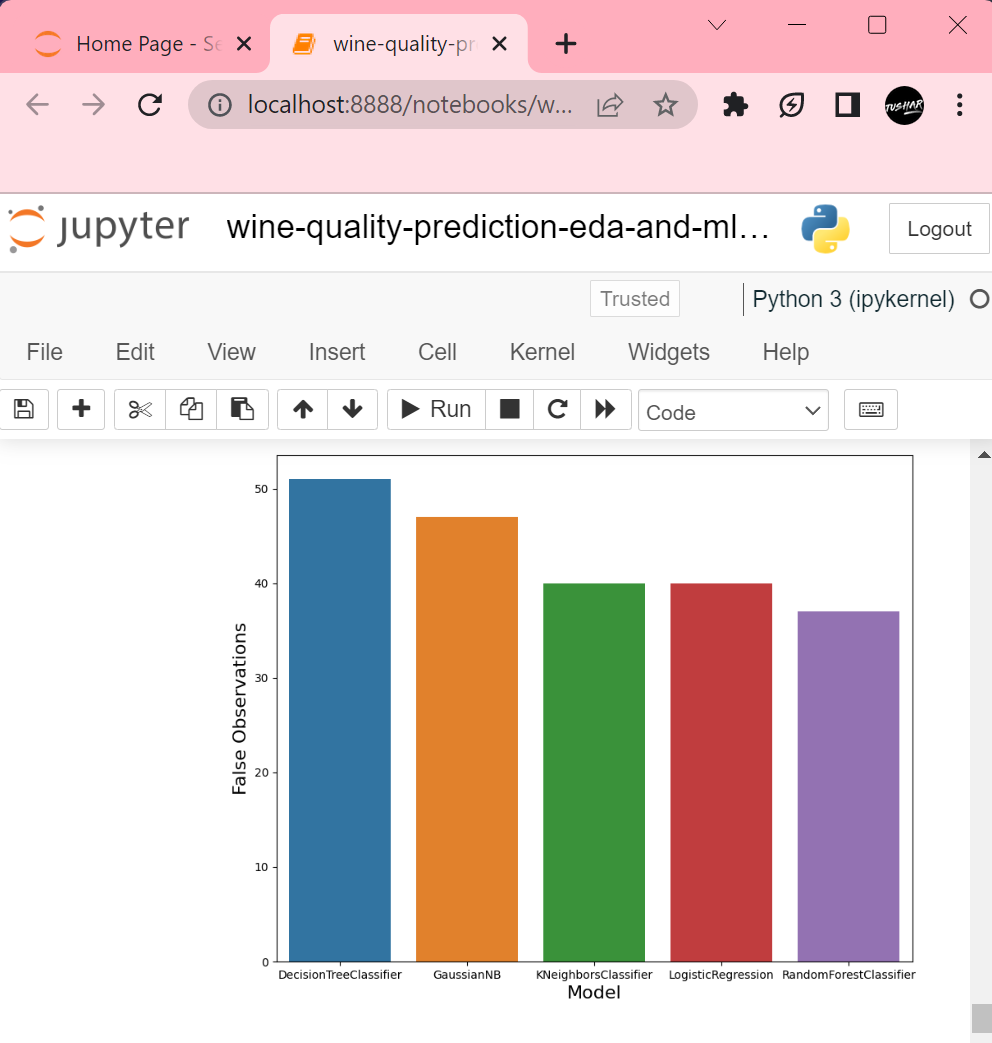 Home Page - Se
wine-quality-pr
localhost:8888/notebooks/w...
TUSHAR
jupyter
wine-quality-prediction-eda-and-ml...
Logout
Trusted
Python 3 (ipykernel)
File Edit View Insert Cell Kernel Widgets Help
Run
Code
50
40
30
20
10
0
False Observations
DecisionTreeClassifier GaussianNB KNeighborsClassifier LogisticRegression RandomForestClassifier
Model